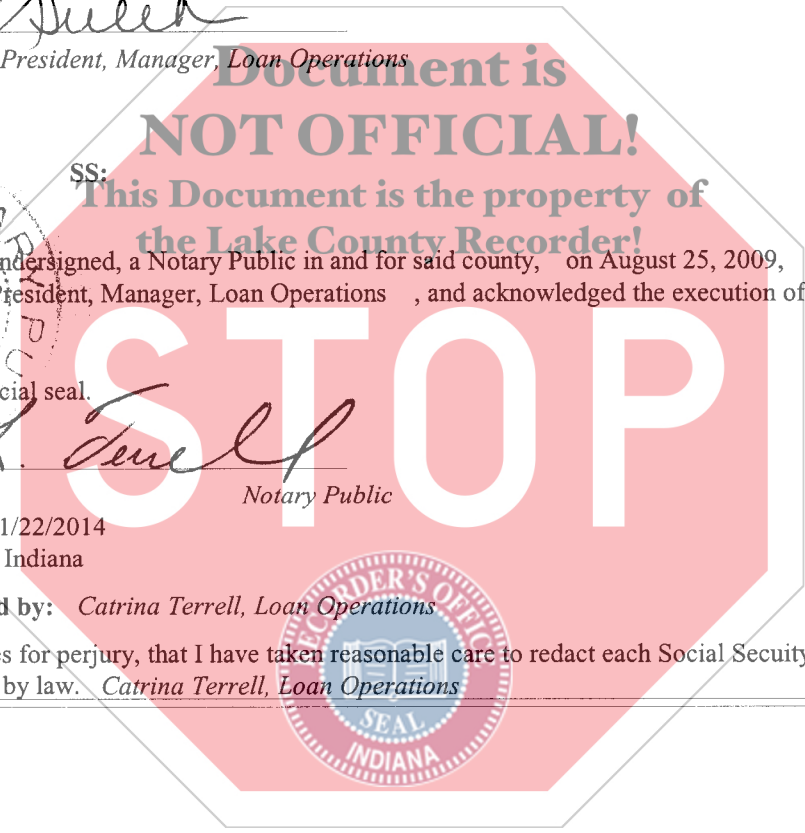 President, Manager, Loan Operations
Document is
NOT OFFICIAL!
SS:
This Document is the property of
the Lake County Recorder!
ndersigned, a Notary Public in and for said county, on August 25, 2009,
President, Manager, Loan Operations , and acknowledged the execution of
STOP
cial seal.
Terrell
Notary Public
1/22/2014
Indiana
d by: Catrina Terrell, Loan Operations
es for perjury, that I have taken reasonable care to redact each Social Secuity
by law. Catrina Terrell, Loan Operations
RECORDER'S OFFICE
SEAL
INDIANA